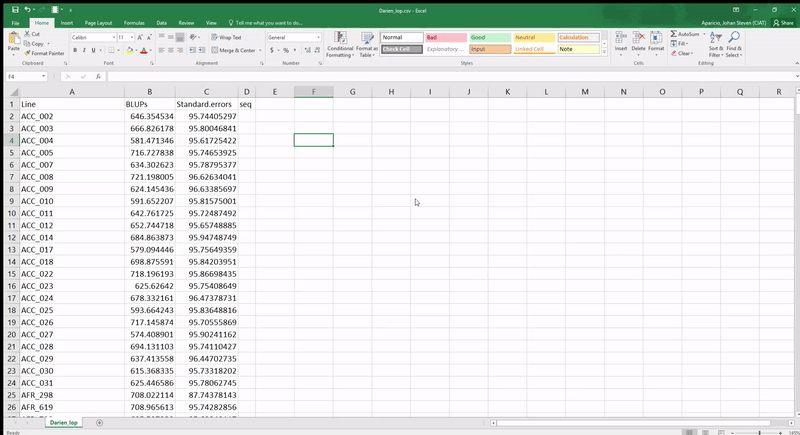 Darien_lop.csv - Excel
Aparicio, Johan Steven (CIAT) Share
File Home Insert Page Layout Formulas Data Review View Tell me what you want to do...
Cut
Copy
Format Painter
Paste
Calibri 11
Wrap Text
Merge & Center
General
Conditional Formatting
Format as Table
Normal Bad Good Neutral Calculation
Check Cell Explanatory ... Input Linked Cell Note
Insert Delete Format
AutoSum
Fill
Clear
Sort & Filter
Find & Select
Clipboard Font Alignment Number Styles Cells Editing
F4 fx
A B C D E F G H I J K L M N O P Q R
1 Line BLUPs Standard.errors seq
2 ACC_002 646.354534 95.74405297
3 ACC_003 666.826178 95.80046841
4 ACC_004 581.471346 95.61725422
5 ACC_005 716.727838 95.74653925
6 ACC_007 634.302623 95.78795377
7 ACC_008 721.198005 96.62634041
8 ACC_009 624.145436 96.63385697
9 ACC_010 591.652207 95.81575001
10 ACC_011 642.761725 95.72487492
11 ACC_012 652.744718 95.65748885
12 ACC_014 684.863873 95.94748749
13 ACC_017 579.094446 95.75649359
14 ACC_018 698.875591 95.84203951
15 ACC_022 718.196193 95.86698435
16 ACC_023 625.62642 95.75408649
17 ACC_024 678.332161 96.47378731
18 ACC_025 593.664243 95.83648816
19 ACC_026 717.145874 95.70555869
20 ACC_027 574.408901 95.90241162
21 ACC_028 694.131103 95.74110427
22 ACC_029 637.413558 96.44702735
23 ACC_030 615.368335 95.73318202
24 ACC_031 625.446586 95.78062745
25 AFR_298 708.022114 87.74378143
26 AFR_619 708.965613 95.74282856
Darien_lop
Ready
145%